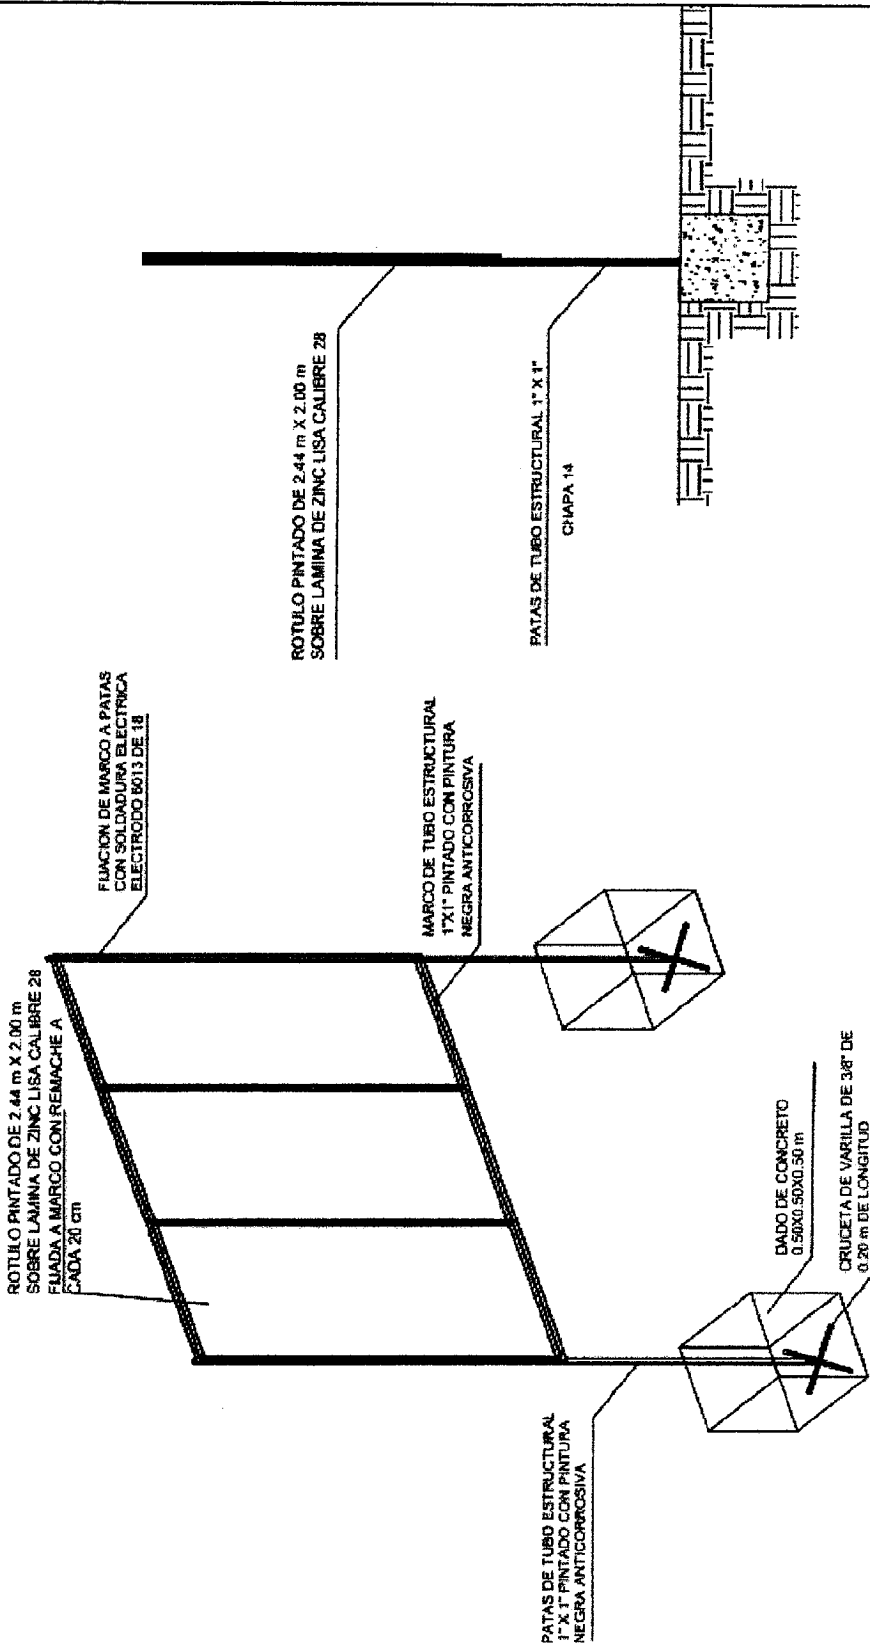 ROTULO PINTADO DE 2.44 m X 2.00 m
SOBRE LAMINA DE ZINC LISA CALIBRE 28
FIJADA A MARCO CON REMACHE A
CADA 20 cm
FIJACION DE MARCO A PATAS
CON SOLDADURA ELECTRICA
ELECTRODO 6013 DE 18
MARCO DE TUBO ESTRUCTURAL
1"X1" PINTADO CON PINTURA
NEGRA ANTICORROSIVA
PATAS DE TUBO ESTRUCTURAL
1" X 1" PINTADO CON PINTURA
NEGRA ANTICORROSIVA
DADO DE CONCRETO
0.50X0.50X0.50 m
CRUCETA DE VARILLA DE 3/8" DE
0.20 m DE LONGITUD
ROTULO PINTADO DE 2.44 m X 2.00 m
SOBRE LAMINA DE ZINC LISA CALIBRE 28
PATAS DE TUBO ESTRUCTURAL 1" X 1"
CHAPA 14